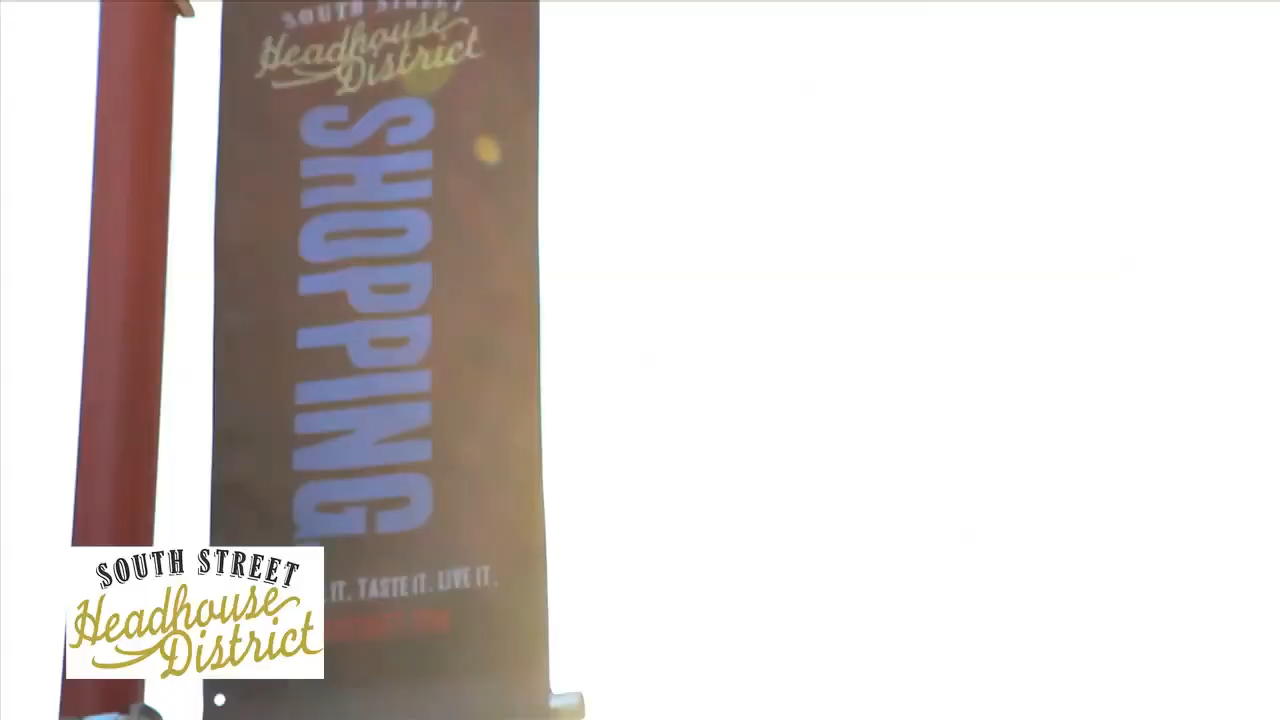 SOUTH STREET
Headhouse
District
SHOPPING
IT. TASTE IT. LIVE IT.
SOUTH STREET
Headhouse
District